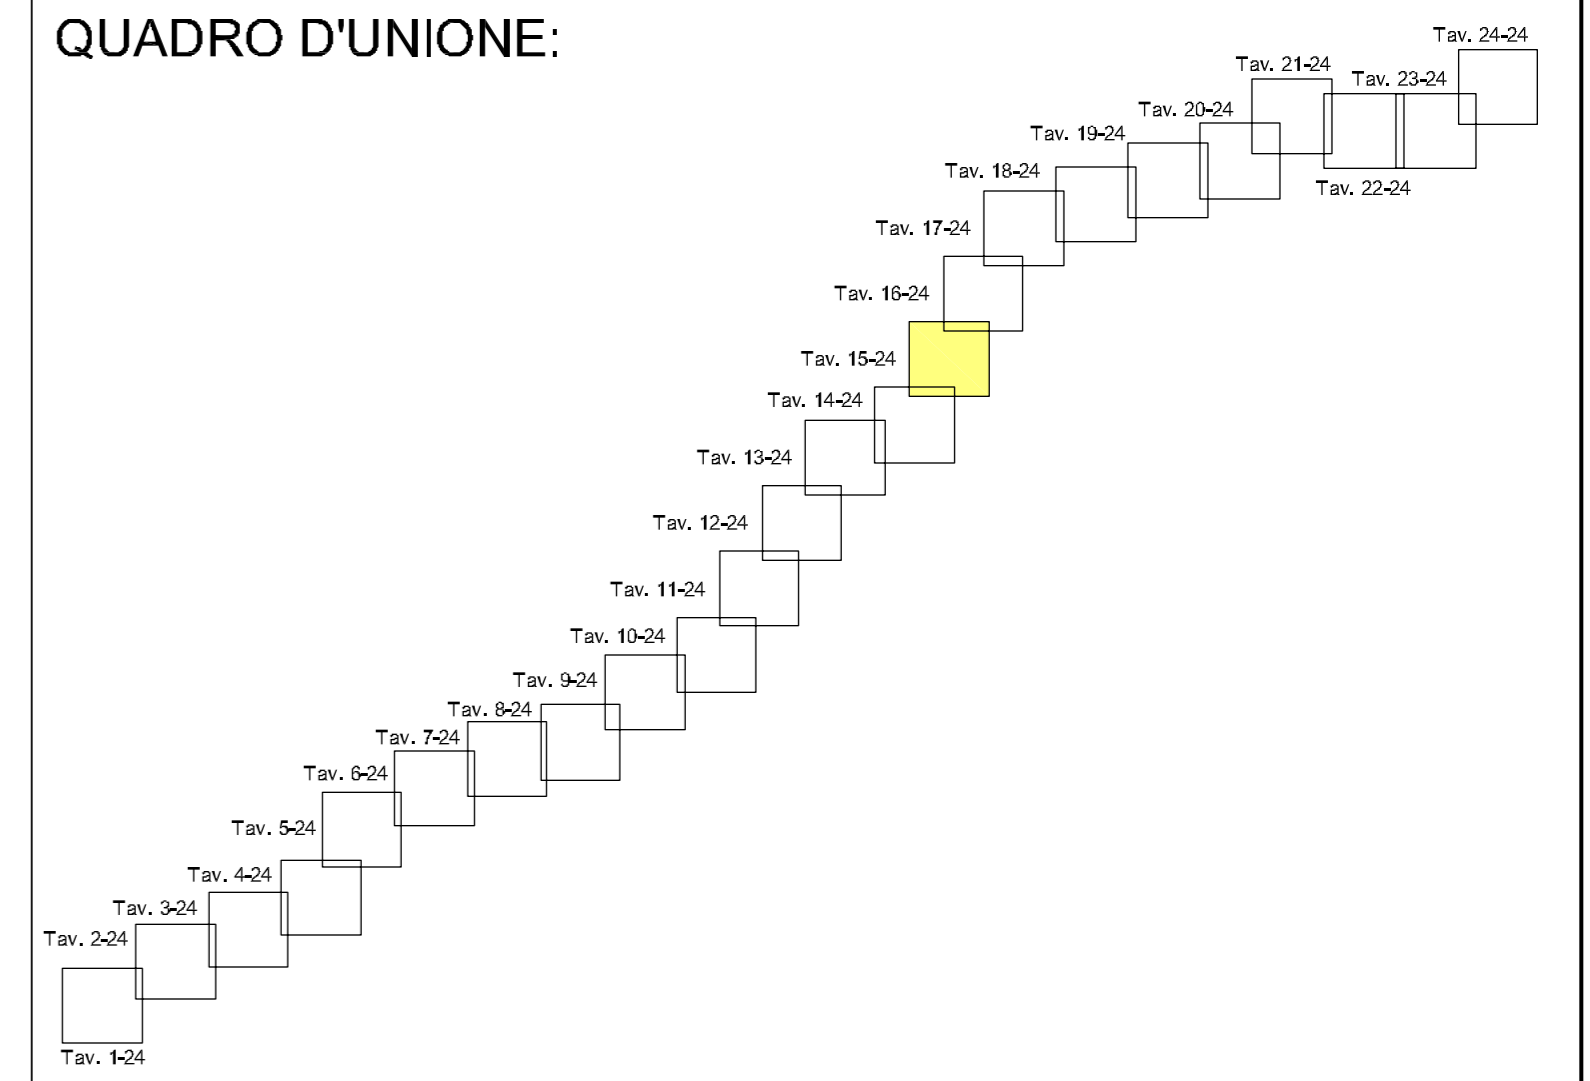 QUADRO D'UNIONE:
Tav. 24-24
Tav. 21-24
Tav. 23-24
Tav. 20-24
Tav. 19-24
Tav. 18-24
Tav. 22-24
Tav. 17-24
Tav. 16-24
Tav. 15-24
Tav. 14-24
Tav. 13-24
Tav. 12-24
Tav. 11-24
Tav. 10-24
Tav. 9-24
Tav. 8-24
Tav. 7-24
Tav. 6-24
Tav. 5-24
Tav. 4-24
Tav. 3-24
Tav. 2-24
Tav. 1-24